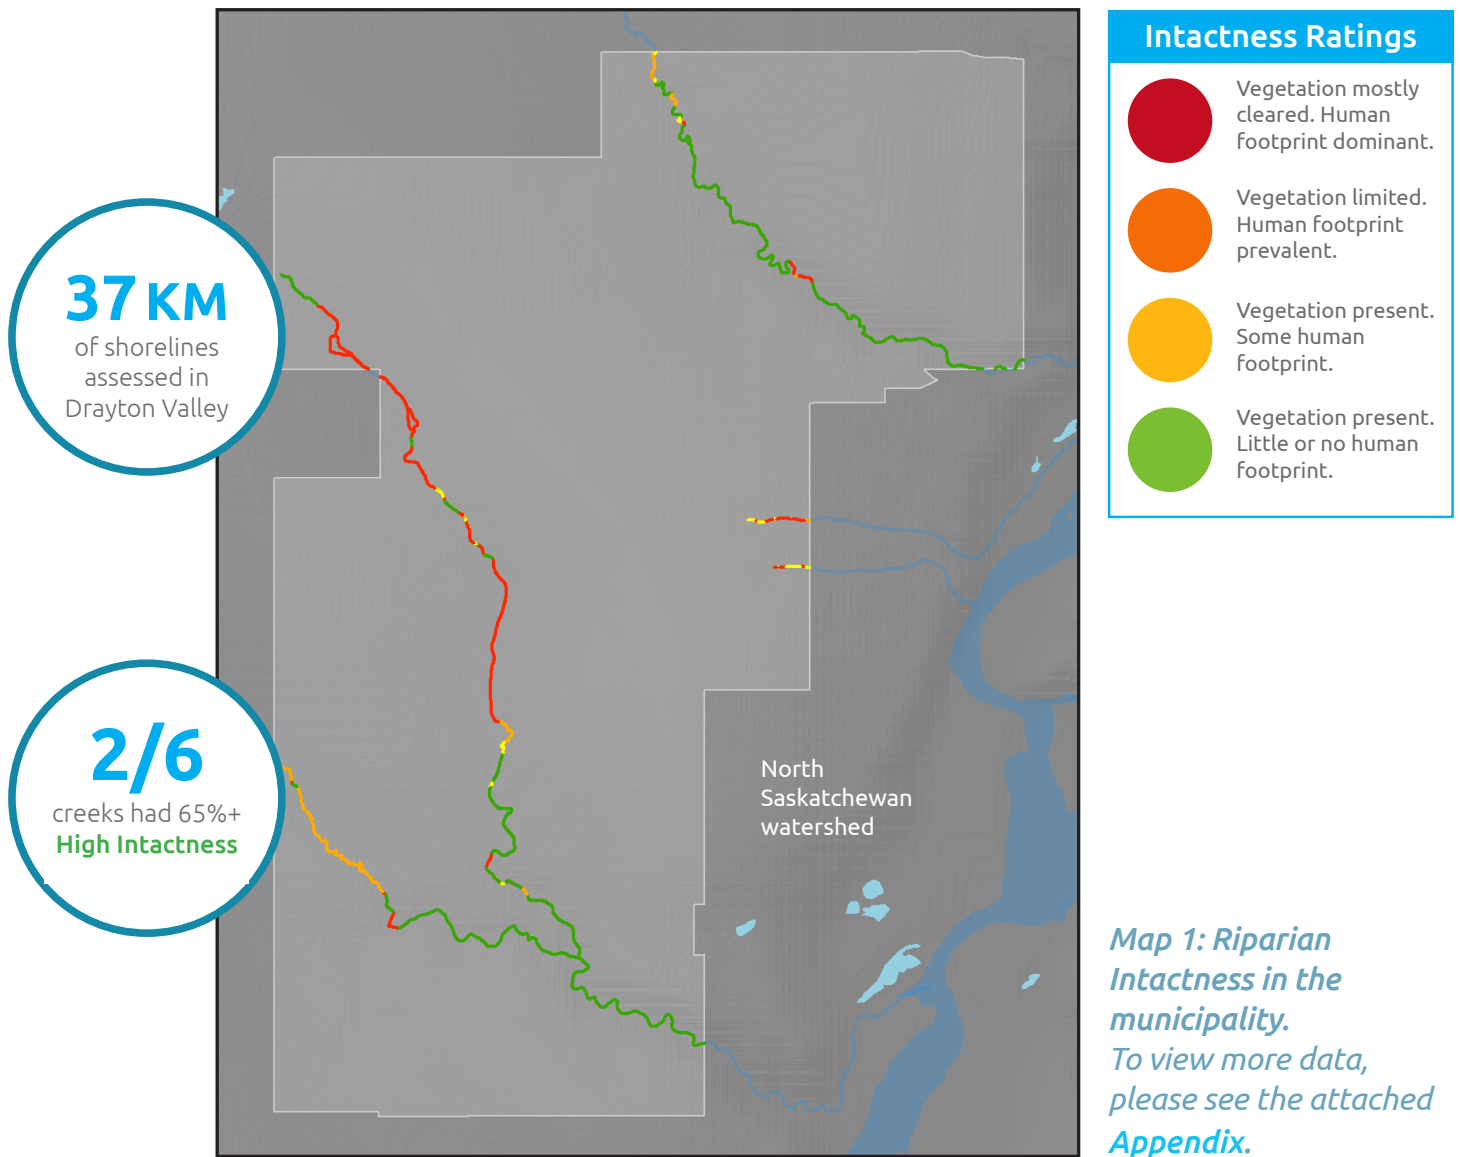 37 KM
of shorelines
assessed in
Drayton Valley
2/6
creeks had 65%+
High Intactness
North
Saskatchewan
watershed
Intactness Ratings
Vegetation mostly
cleared. Human
footprint dominant.
Vegetation limited.
Human footprint
prevalent.
Vegetation present.
Some human
footprint.
Vegetation present.
Little or no human
footprint.
Map 1: Riparian
Intactness in the
municipality.
To view more data,
please see the attached
Appendix.